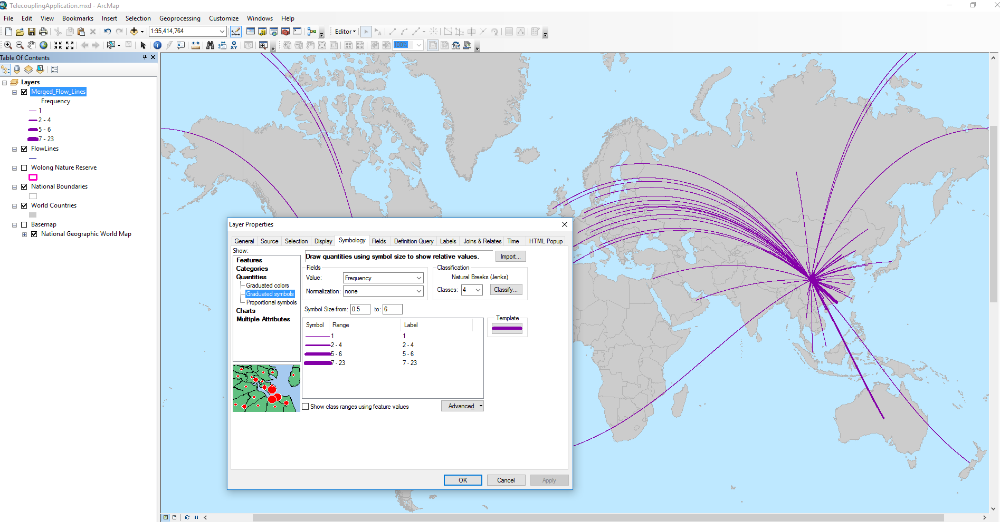 TelecouplingApplication.mxd - ArcMap
File Edit View Bookmarks Insert Selection Geoprocessing Customize Windows Help
1:95,414,764 Editor
100%
Table Of Contents
Layers
Merged_Flow_Lines
Frequency
1
2 - 4
5 - 6
7 - 23
FlowLines
Wolong Nature Reserve
National Boundaries
World Countries
Basemap
National Geographic World Map
Layer Properties
General Source Selection Display Symbology Fields Definition Query Labels Joins & Relates Time HTML Popup
Show:
Features
Categories
Quantities
Graduated colors
Graduated symbols
Proportional symbols
Charts
Multiple Attributes
Draw quantities using symbol size to show relative values. Import...
Fields
Value: Frequency
Normalization: none
Classification
Natural Breaks (Jenks)
Classes: 4 Classify...
Symbol Size from: 0.5 to: 6
Symbol Range Label
1 1
2 - 4 2 - 4
5 - 6 5 - 6
7 - 23 7 - 23
Template
Show class ranges using feature values Advanced
OK Cancel Apply